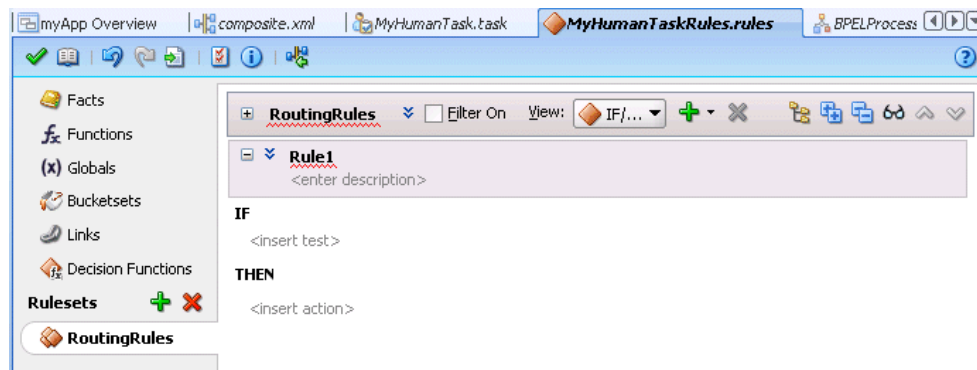 myApp Overview composite.xml MyHumanTask.task MyHumanTaskRules.rules BPELProcess
Facts
Functions
Globals
Bucketsets
Links
Decision Functions
Rulesets
RoutingRules
RoutingRules Filter On View: IF/...
Rule1
<enter description>
IF
<insert test>
THEN
<insert action>